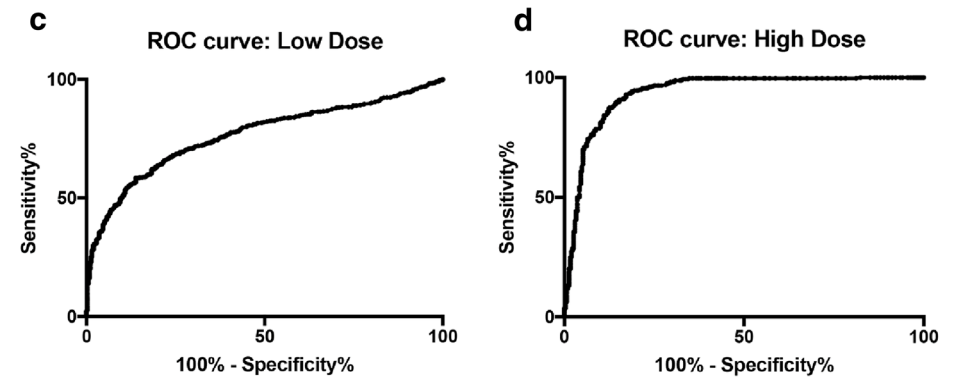 c
ROC curve: Low Dose
100
50
0
Sensitivity%
0 50 100
100% - Specificity%
d
ROC curve: High Dose
100
50
0
Sensitivity%
0 50 100
100% - Specificity%